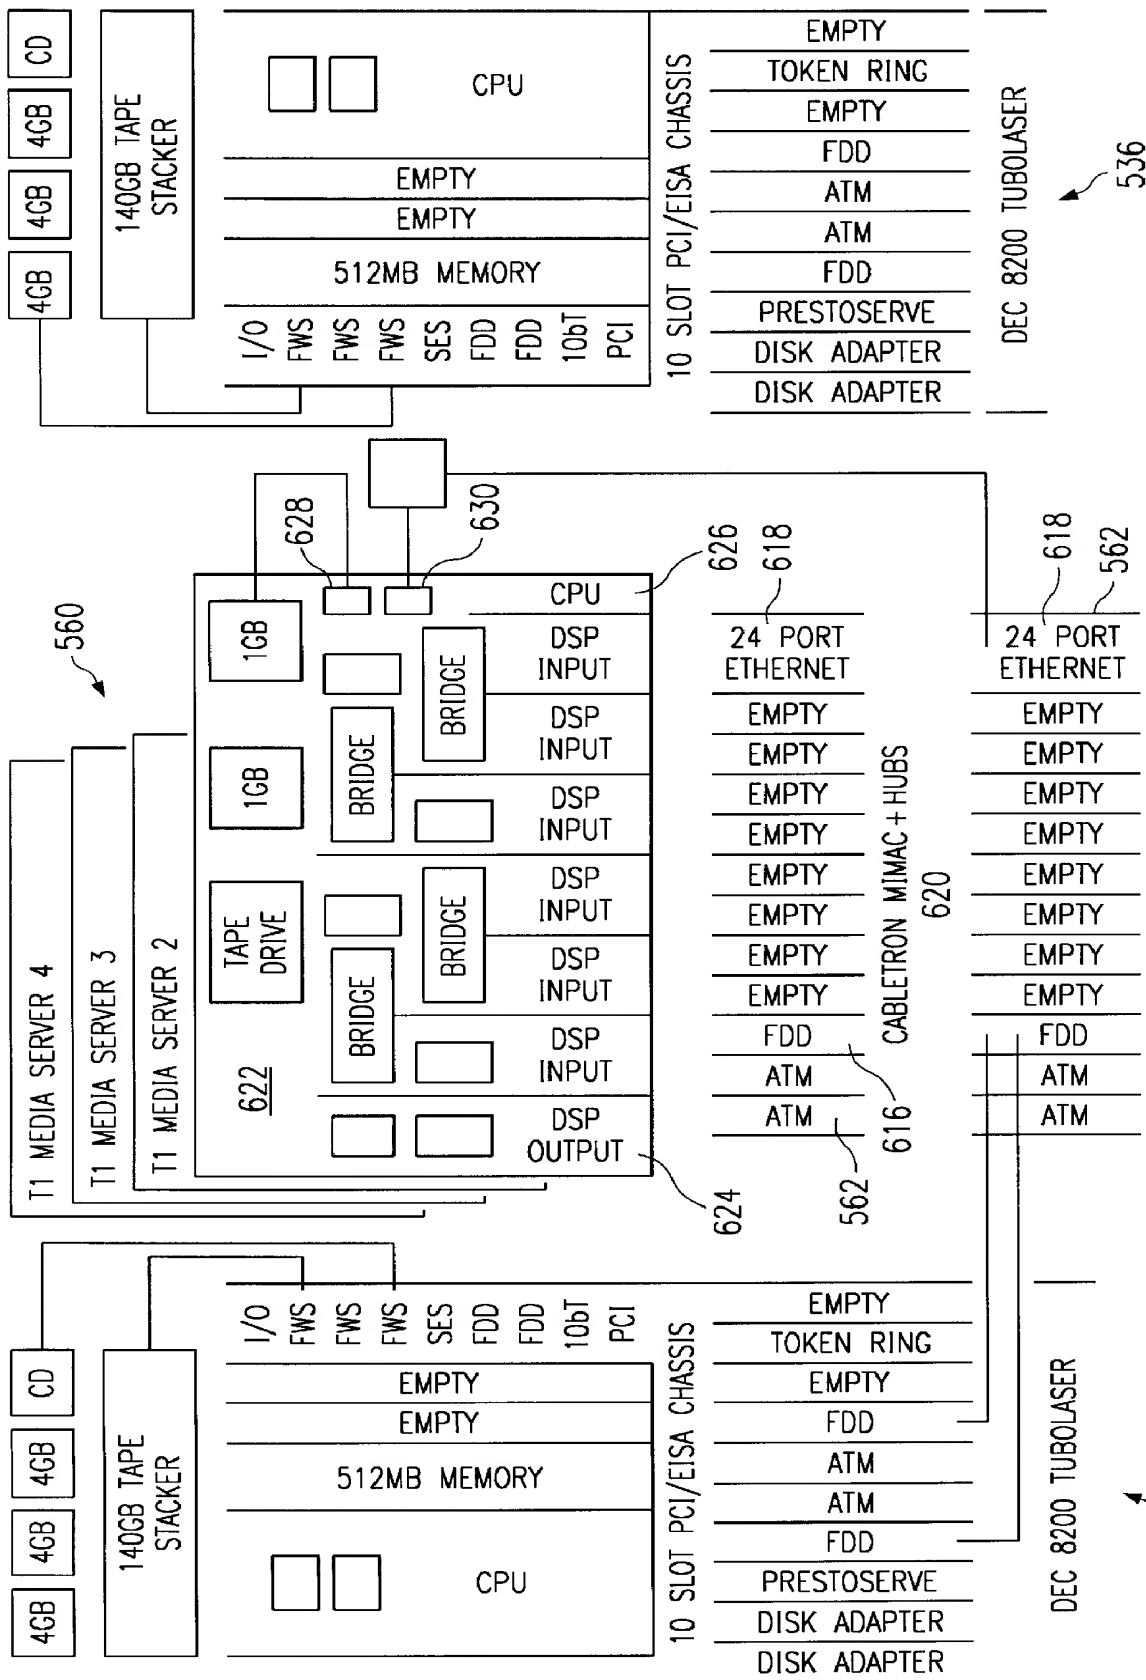 CD
4GB
4GB
4GB
140GB TAPE
STACKER
CPU
EMPTY
EMPTY
512MB MEMORY
I/O
FWS
FWS
FWS
SES
FDD
FDD
10bT
PCI
10 SLOT PCI/EISA CHASSIS
EMPTY
TOKEN RING
EMPTY
FDD
ATM
ATM
FDD
PRESTOSERVE
DISK ADAPTER
DISK ADAPTER
DEC 8200 TUBOLASER
536
560
T1 MEDIA SERVER 4
T1 MEDIA SERVER 3
T1 MEDIA SERVER 2
622
1GB
1GB
TAPE
DRIVE
628
630
BRIDGE
BRIDGE
BRIDGE
BRIDGE
CPU
626
DSP
INPUT
DSP
INPUT
DSP
INPUT
DSP
INPUT
DSP
INPUT
DSP
INPUT
DSP
OUTPUT
624
618
24 PORT
ETHERNET
EMPTY
EMPTY
EMPTY
EMPTY
EMPTY
EMPTY
EMPTY
EMPTY
FDD
ATM
ATM
562
616
CABLETRON MIMAC+HUBS
620
618
562
24 PORT
ETHERNET
EMPTY
EMPTY
EMPTY
EMPTY
EMPTY
EMPTY
EMPTY
EMPTY
FDD
ATM
ATM
CD
4GB
4GB
4GB
140GB TAPE
STACKER
I/O
FWS
FWS
FWS
SES
FDD
FDD
10bT
PCI
EMPTY
EMPTY
512MB MEMORY
CPU
10 SLOT PCI/EISA CHASSIS
EMPTY
TOKEN RING
EMPTY
FDD
ATM
ATM
FDD
PRESTOSERVE
DISK ADAPTER
DISK ADAPTER
DEC 8200 TUBOLASER